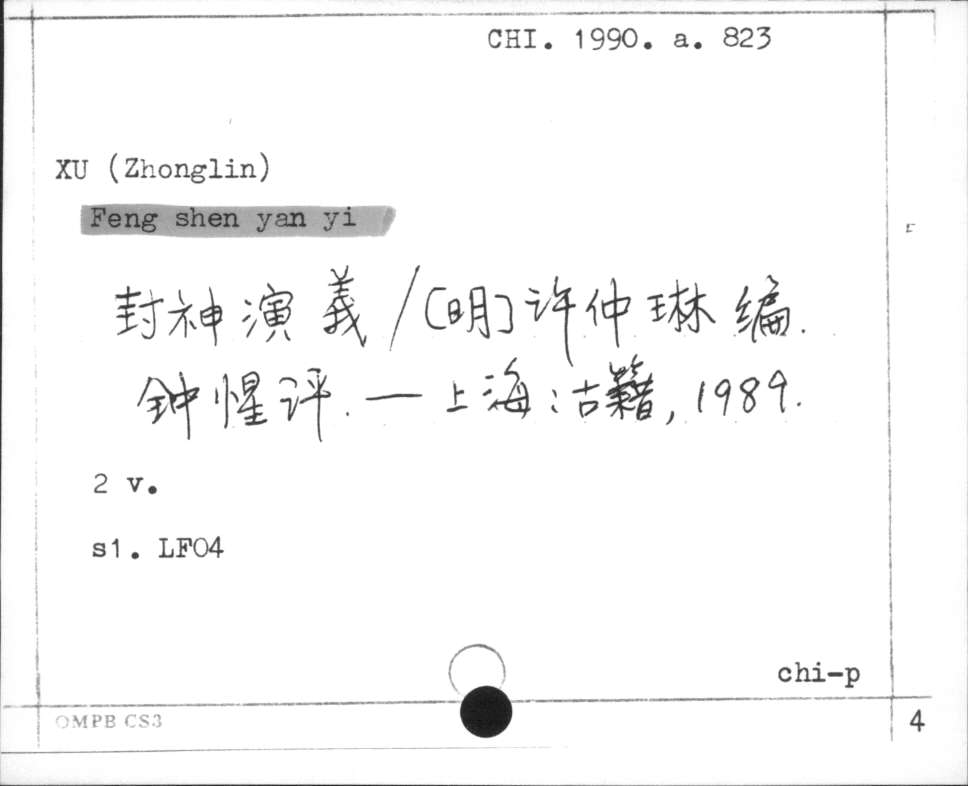 CHI. 1990. a. 823
XU (Zhonglin)
Feng shen yan yi
封神演義/[明]许仲琳编.
钟惺评.—上海:古籍,1989.
2 v.
s1. LF04
chi-p
OMPB CS3
4